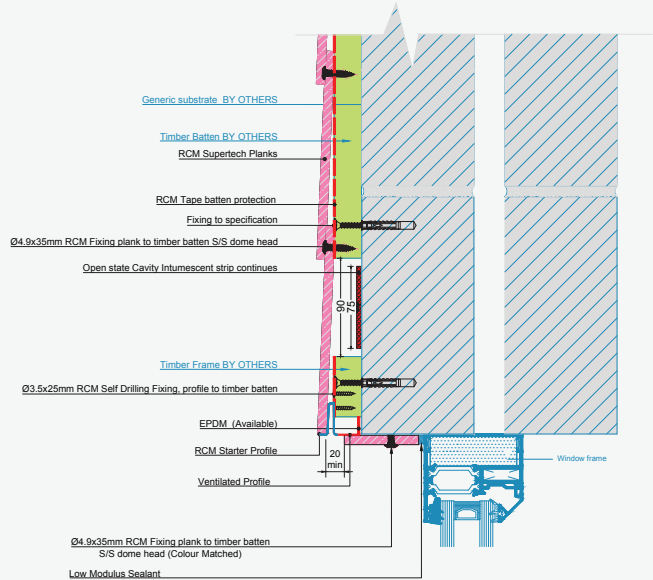 Generic substrate BY OTHERS
Timber Batten BY OTHERS
RCM Supertech Planks
RCM Tape batten protection
Fixing to specification
Ø4.9x35mm RCM Fixing plank to timber batten S/S dome head
Open state Cavity Intumescent strip continues
90
75
Timber Frame BY OTHERS
Ø3.5x25mm RCM Self Drilling Fixing, profile to timber batten
EPDM (Available)
RCM Starter Profile
20
min
Window frame
Ventilated Profile
Ø4.9x35mm RCM Fixing plank to timber batten
S/S dome head (Colour Matched)
Low Modulus Sealant